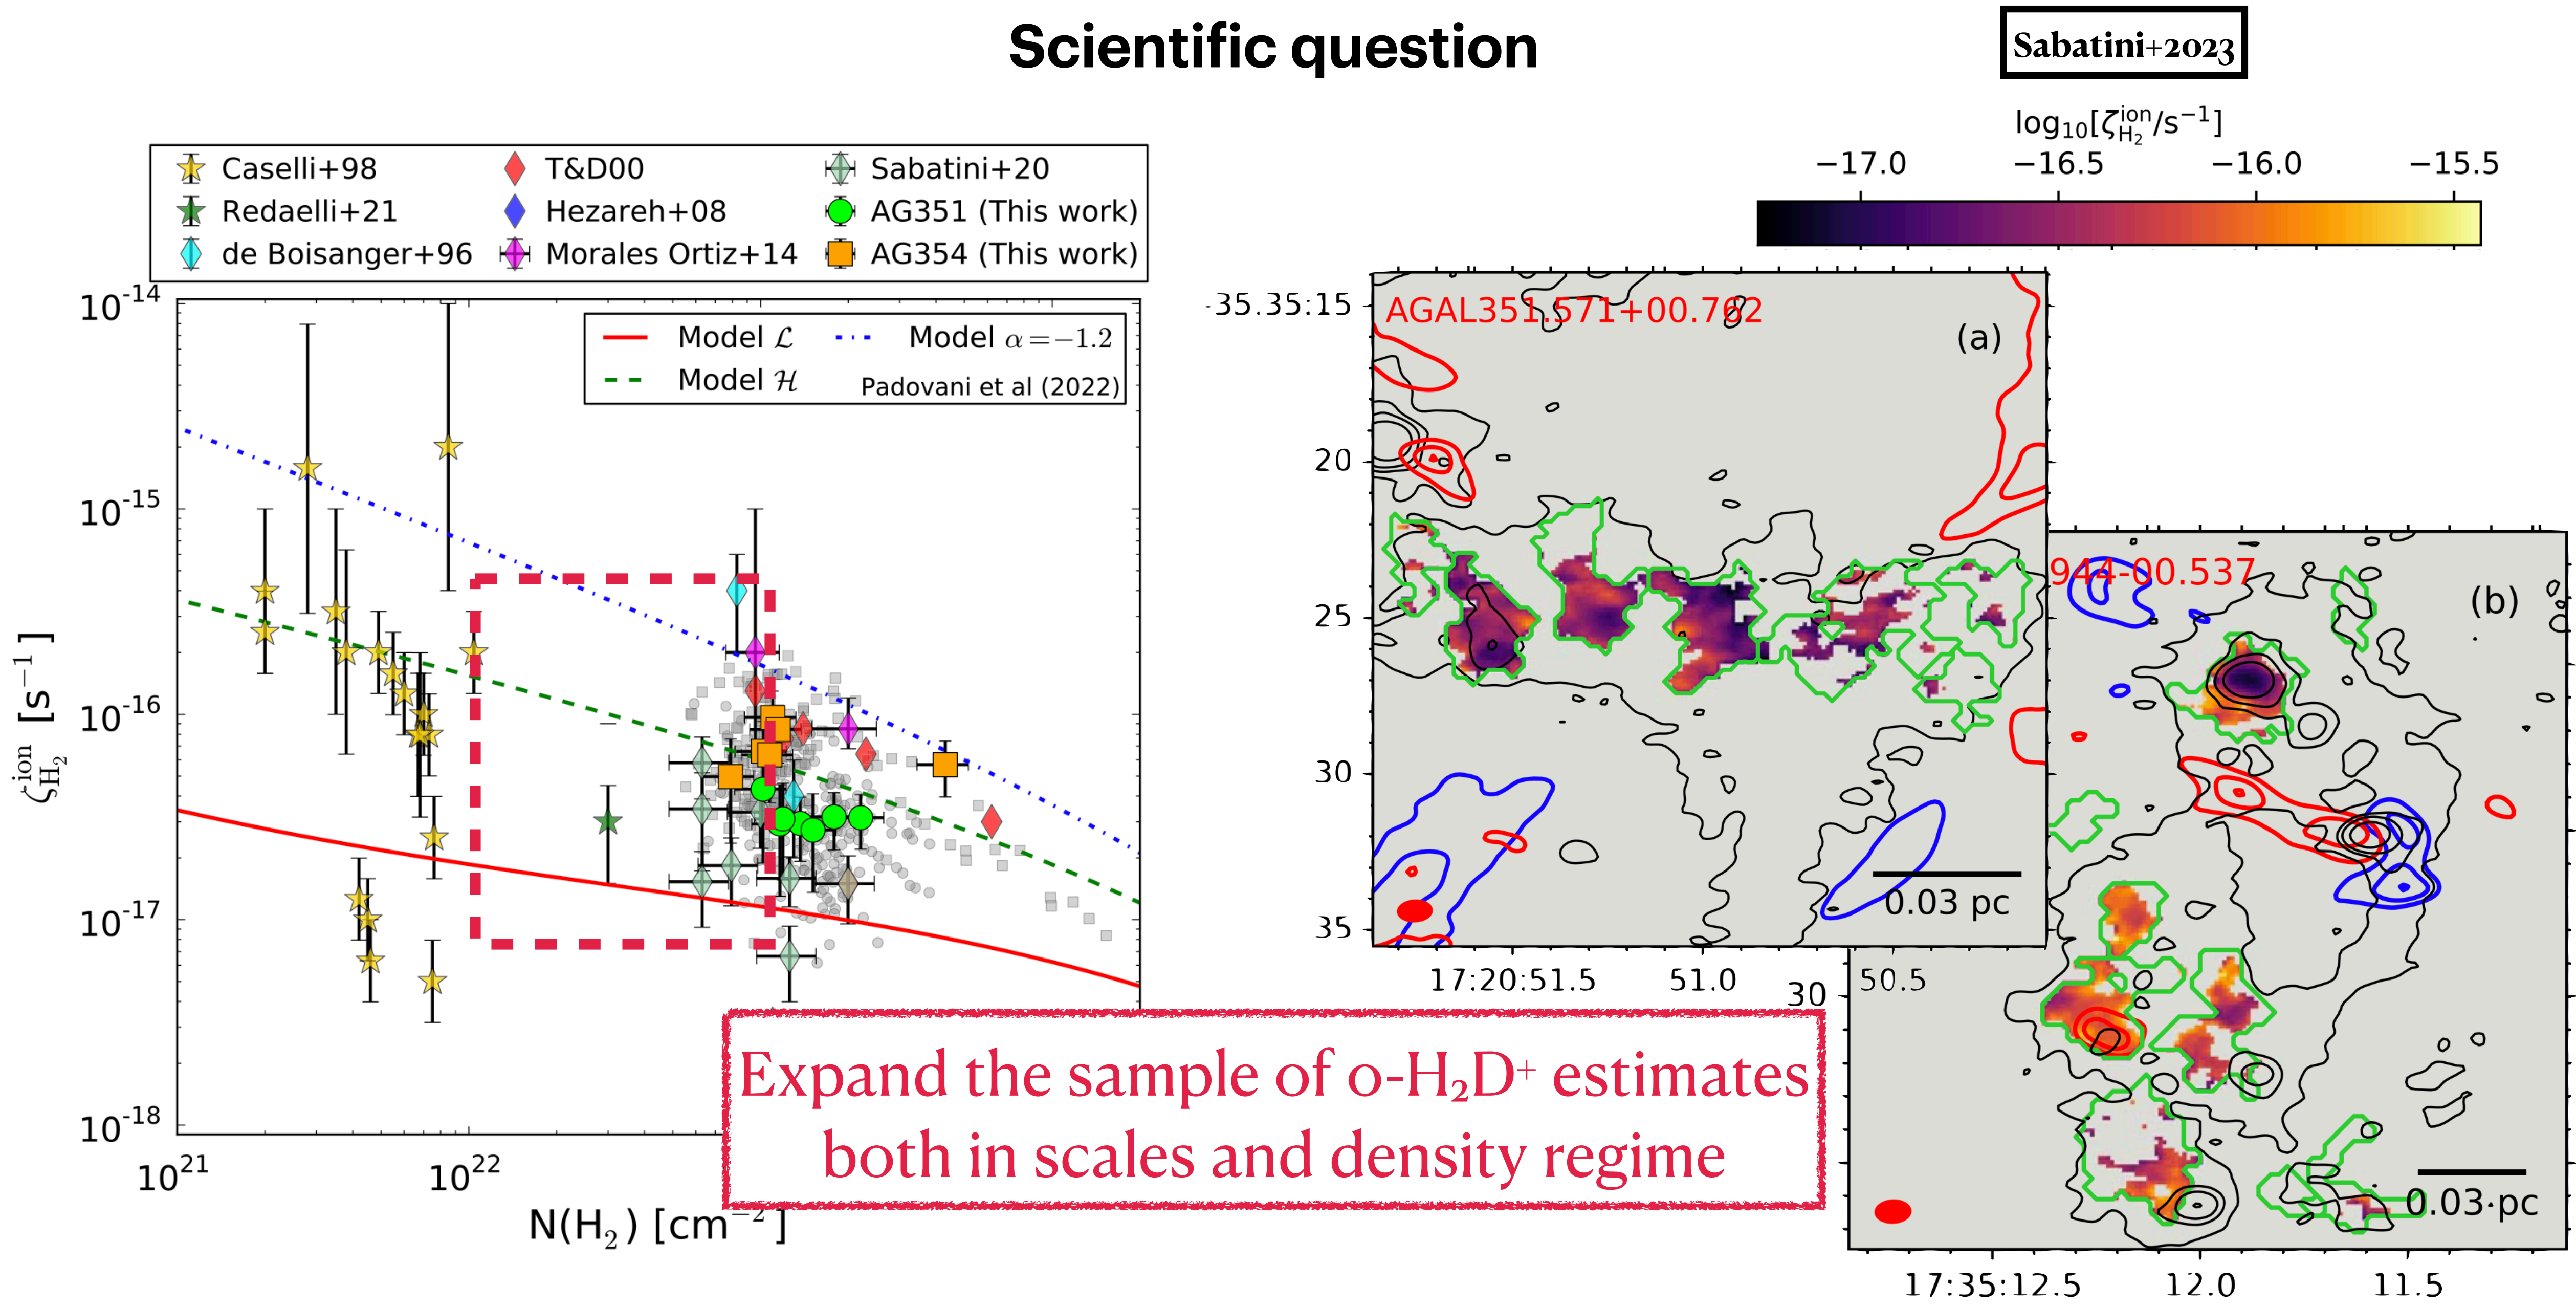 Scientific question
Sabatini+2023
Caselli+98
Redaelli+21
de Boisanger+96
T&D00
Hezareh+08
Morales Ortiz+14
Sabatini+20
AG351 (This work)
AG354 (This work)
Model ℒ
Model ℋ
Model α=−1.2
Padovani et al (2022)
10⁻¹⁴
10⁻¹⁵
10⁻¹⁶
10⁻¹⁷
10⁻¹⁸
ζ^ion_H₂ [s⁻¹]
10²¹
10²²
N(H₂) [cm⁻²]
log₁₀[ζ^ion_H₂/s⁻¹]
−17.0
−16.5
−16.0
−15.5
AGAL351.571+00.762
(a)
-35.35:15
20
25
30
35
0.03 pc
17:20:51.5
51.0
50.5
944-00.537
(b)
30
0.03 pc
17:35:12.5
12.0
11.5
Expand the sample of o-H₂D⁺ estimates
both in scales and density regime